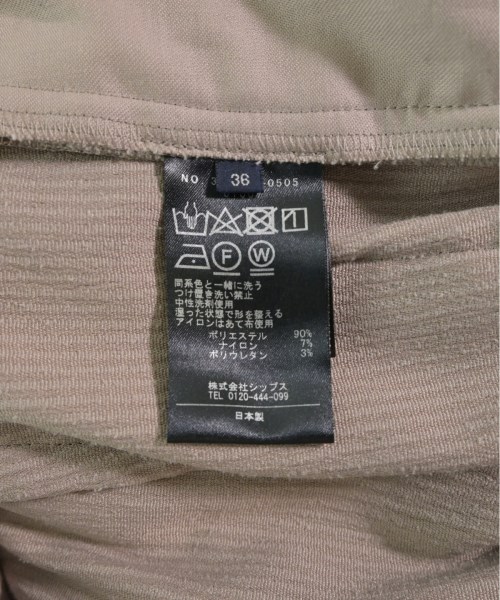 NO 36 0505
F W
同系色と一緒に洗う
つけ置き洗い禁止
中性洗剤使用
湿った状態で形を整える
アイロンはあて布使用
ポリエステル 90%
ナイロン 7%
ポリウレタン 3%
株式会社シップス
TEL 0120-444-099
日本製